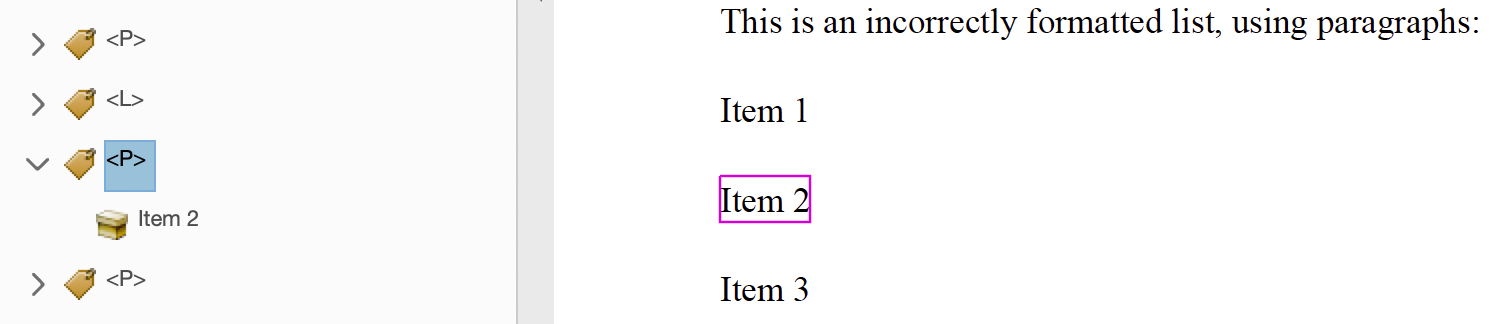 <P>
<L>
<P>
Item 2
<P>
This is an incorrectly formatted list, using paragraphs:
Item 1
Item 2
Item 3